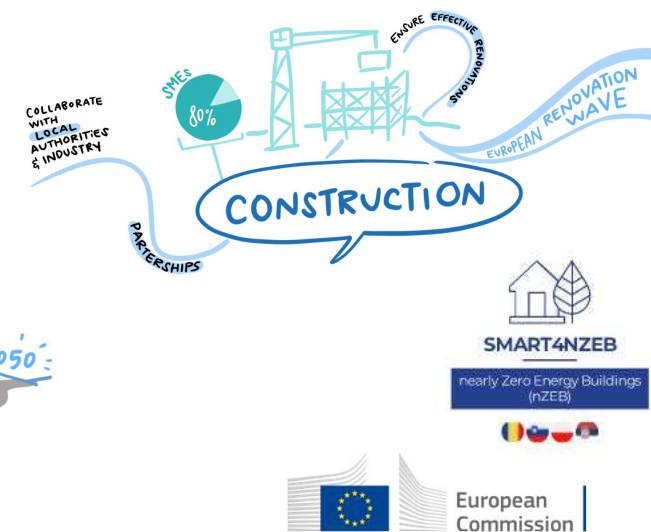 ENSURE EFFECTIVE RENOVATIONS
SMEs
80%
COLLABORATE
WITH
LOCAL
AUTHORITIES
& INDUSTRY
EUROPEAN RENOVATION
WAVE
CONSTRUCTION
PARTERSHIPS
050
SMART4NZEB
nearly Zero Energy Buildings
(nZEB)
European
Commission